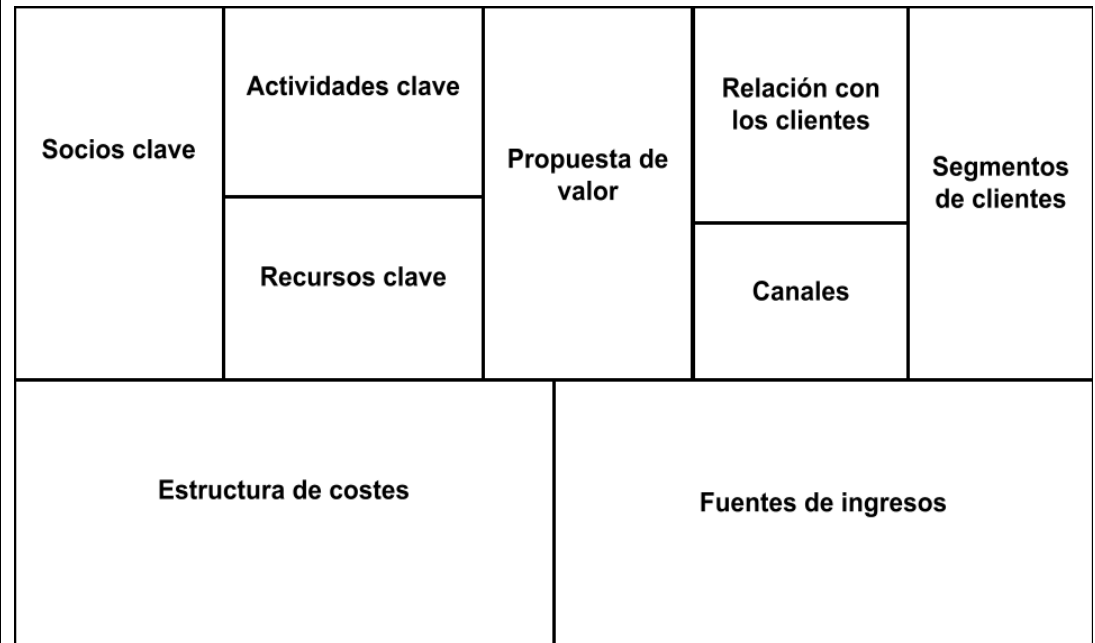 Socios clave
Actividades clave
Recursos clave
Propuesta de
valor
Relación con
los clientes
Canales
Segmentos
de clientes
Estructura de costes
Fuentes de ingresos